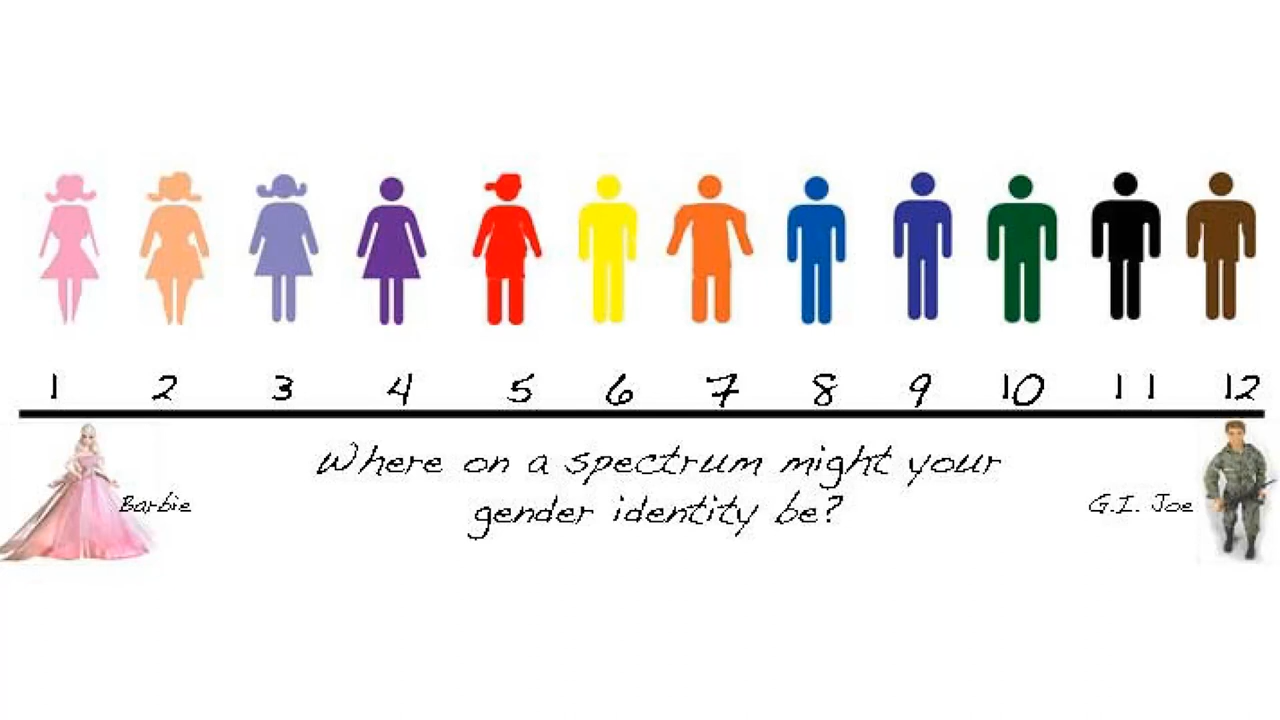 1 2 3 4 5 6 7 8 9 10 11 12
Where on a spectrum might your
gender identity be?
Barbie
G.I. Joe